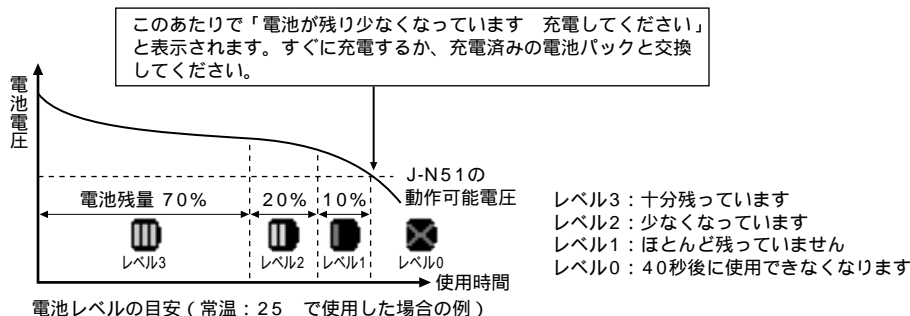 このあたりで「電池が残り少なくなっています　充電してください」
と表示されます。すぐに充電するか、充電済みの電池パックと交換
してください。
電池電圧
J-N51の
動作可能電圧
電池残量 70%
20%
10%
レベル3
レベル2
レベル1
レベル0
使用時間
レベル3：十分残っています
レベル2：少なくなっています
レベル1：ほとんど残っていません
レベル0：40秒後に使用できなくなります
電池レベルの目安（常温：25　で使用した場合の例）